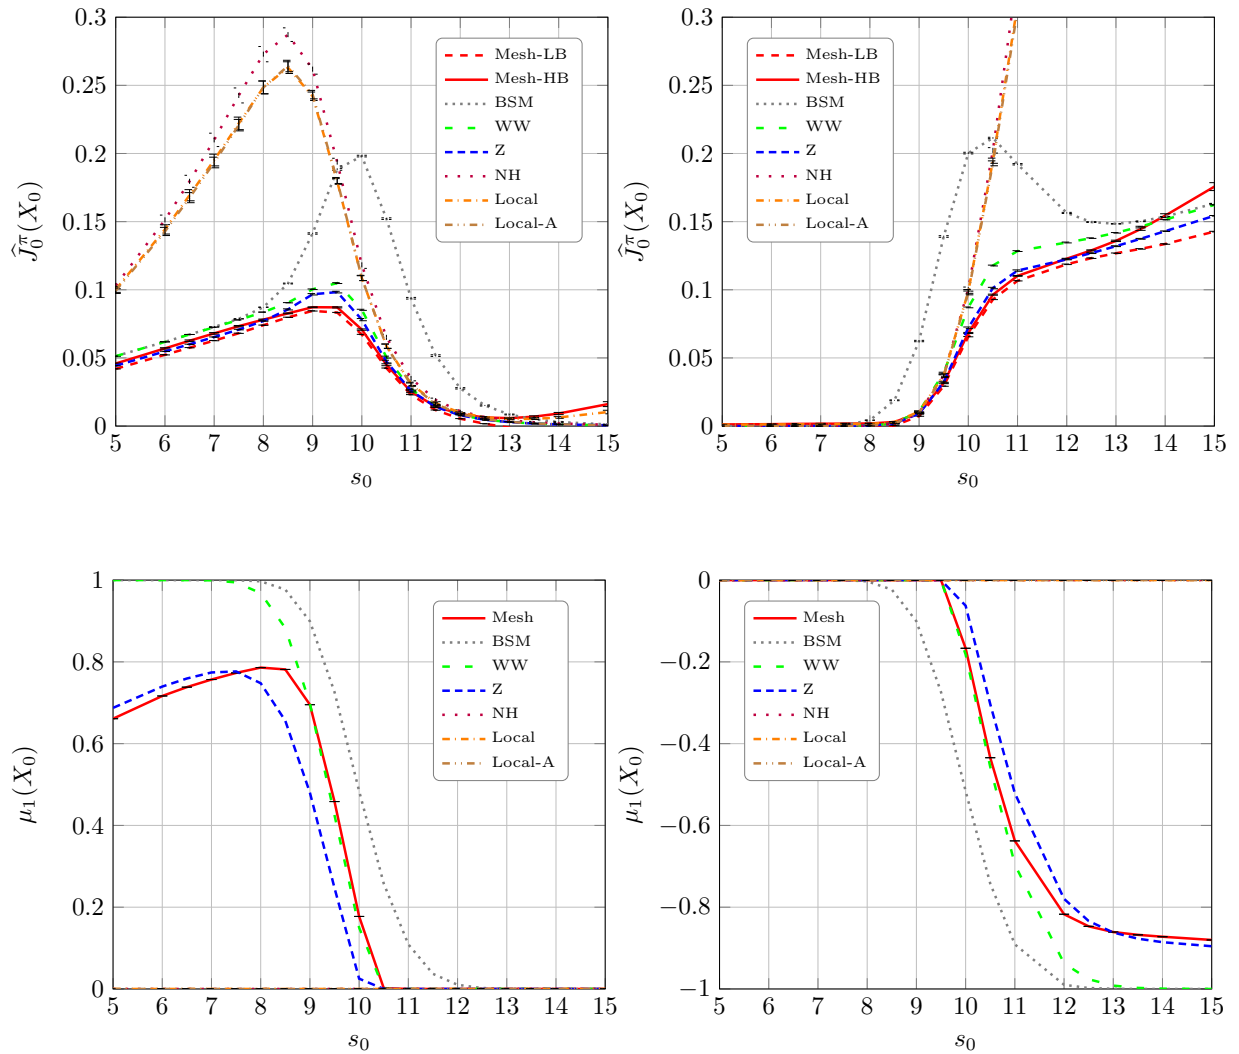 0.3
0.25
0.2
0.15
0.1
0.05
0
5 6 7 8 9 10 11 12 13 14 15
s₀
Ĵ₀^π(X₀)
Mesh-LB
Mesh-HB
BSM
WW
Z
NH
Local
Local-A
0.3
0.25
0.2
0.15
0.1
0.05
0
5 6 7 8 9 10 11 12 13 14 15
s₀
Ĵ₀^π(X₀)
Mesh-LB
Mesh-HB
BSM
WW
Z
NH
Local
Local-A
1
0.8
0.6
0.4
0.2
0
5 6 7 8 9 10 11 12 13 14 15
s₀
μ₁(X₀)
Mesh
BSM
WW
Z
NH
Local
Local-A
0
−0.2
−0.4
−0.6
−0.8
−1
5 6 7 8 9 10 11 12 13 14 15
s₀
μ₁(X₀)
Mesh
BSM
WW
Z
NH
Local
Local-A